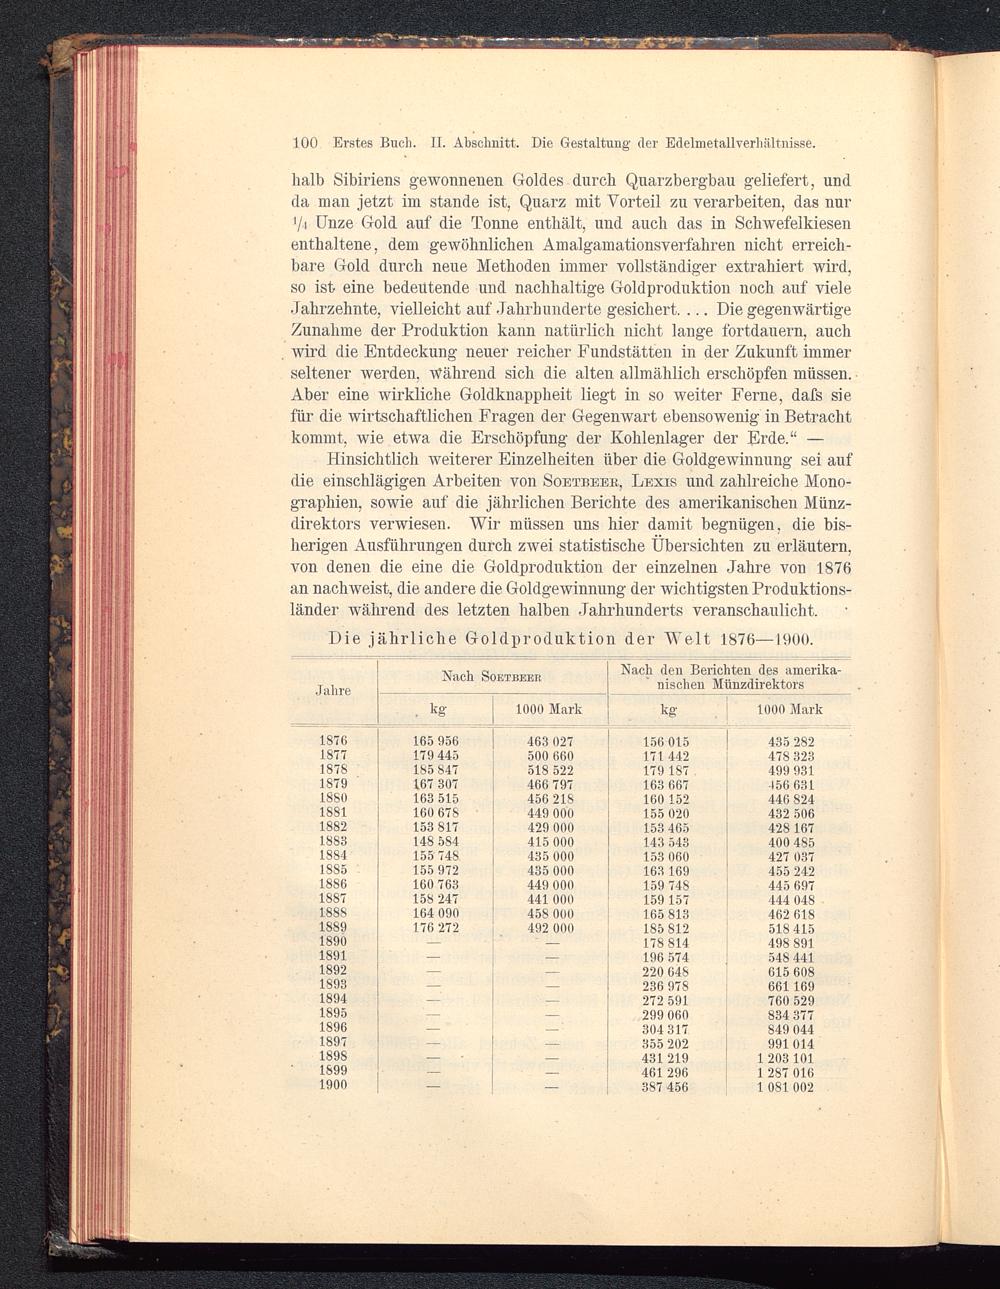 100 Erstes Buch. II. Abschnitt. Die Gestaltung der Edelmetallverhältnisse.
halb Sibiriens gewonnenen Goldes durch Quarzbergbau geliefert, und
da man jetzt im stande ist, Quarz mit Vorteil zu verarbeiten, das nur
1/4 Unze Gold auf die Tonne enthält, und auch das in Schwefelkiesen
enthaltene, dem gewöhnlichen Amalgamationsverfahren nicht erreich-
bare Gold durch neue Methoden immer vollständiger extrahiert wird,
so ist eine bedeutende und nachhaltige Goldproduktion noch auf viele
Jahrzehnte, vielleicht auf Jahrhunderte gesichert. ... Die gegenwärtige
Zunahme der Produktion kann natürlich nicht lange fortdauern, auch
wird die Entdeckung neuer reicher Fundstätten in der Zukunft immer
seltener werden, während sich die alten allmählich erschöpfen müssen.
Aber eine wirkliche Goldknappheit liegt in so weiter Ferne, daſs sie
für die wirtschaftlichen Fragen der Gegenwart ebensowenig in Betracht
kommt, wie etwa die Erschöpfung der Kohlenlager der Erde.“ —
Hinsichtlich weiterer Einzelheiten über die Goldgewinnung sei auf
die einschlägigen Arbeiten von SOETBEER, LEXIS und zahlreiche Mono-
graphien, sowie auf die jährlichen Berichte des amerikanischen Münz-
direktors verwiesen. Wir müssen uns hier damit begnügen, die bis-
herigen Ausführungen durch zwei statistische Übersichten zu erläutern,
von denen die eine die Goldproduktion der einzelnen Jahre von 1876
an nachweist, die andere die Goldgewinnung der wichtigsten Produktions-
länder während des letzten halben Jahrhunderts veranschaulicht.
Die jährliche Goldproduktion der Welt 1876—1900.
Jahre Nach SOETBEER Nach den Berichten des amerika-
nischen Münzdirektors
kg 1000 Mark kg 1000 Mark
1876 165 956 463 027 156 015 435 282
1877 179 445 500 660 171 442 478 323
1878 185 847 518 522 179 187 499 931
1879 167 307 466 797 163 667 456 631
1880 163 515 456 218 160 152 446 824
1881 160 678 449 000 155 020 432 506
1882 153 817 429 000 153 465 428 167
1883 148 584 415 000 143 543 400 485
1884 155 748 435 000 153 060 427 037
1885 155 972 435 000 163 169 455 242
1886 160 763 449 000 159 748 445 697
1887 158 247 441 000 159 157 444 048
1888 164 090 458 000 165 813 462 618
1889 176 272 492 000 185 812 518 415
1890 — — 178 814 498 891
1891 — — 196 574 548 441
1892 — — 220 648 615 608
1893 — — 236 978 661 169
1894 — — 272 591 760 529
1895 — — 299 060 834 377
1896 — — 304 317 849 044
1897 — — 355 202 991 014
1898 — — 431 219 1 203 101
1899 — — 461 296 1 287 016
1900 — — 387 456 1 081 002